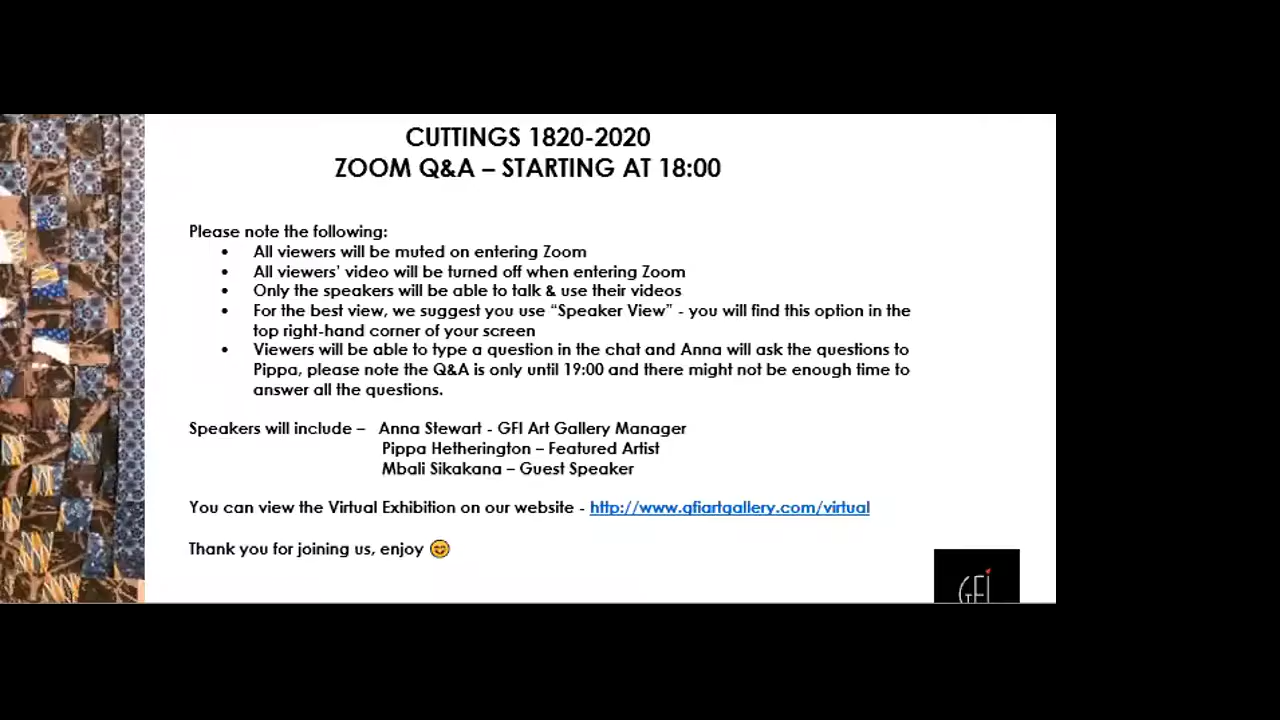 CUTTINGS 1820-2020
ZOOM Q&A – STARTING AT 18:00
Please note the following:
• All viewers will be muted on entering Zoom
• All viewers' video will be turned off when entering Zoom
• Only the speakers will be able to talk & use their videos
• For the best view, we suggest you use "Speaker View" - you will find this option in the
top right-hand corner of your screen
• Viewers will be able to type a question in the chat and Anna will ask the questions to
Pippa, please note the Q&A is only until 19:00 and there might not be enough time to
answer all the questions.
Speakers will include – Anna Stewart - GFI Art Gallery Manager
Pippa Hetherington – Featured Artist
Mbali Sikakana – Guest Speaker
You can view the Virtual Exhibition on our website - http://www.gfiartgallery.com/virtual
Thank you for joining us, enjoy 😊
GFI